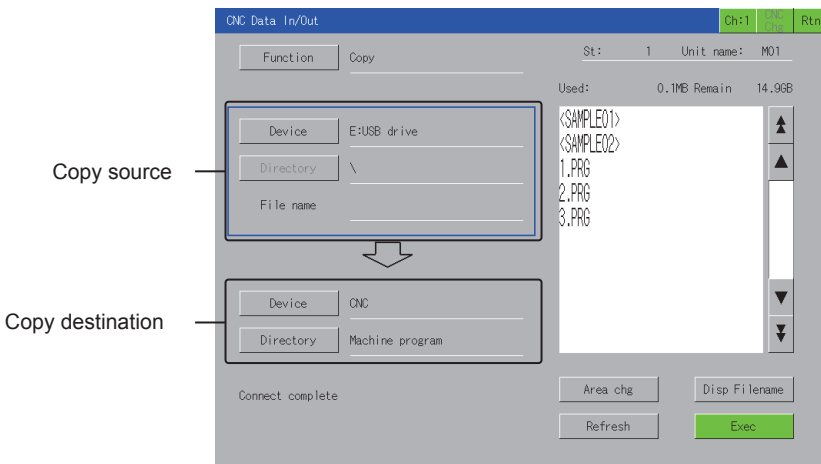 CNC Data In/Out Ch:1 CNC Chg Rtn
Function Copy
St: 1 Unit name: M01
Used: 0.1MB Remain 14.9GB
Copy source
Device E:USB drive
Directory \
File name
<SAMPLE01>
<SAMPLE02>
1.PRG
2.PRG
3.PRG
Copy destination
Device CNC
Directory Machine program
Connect complete
Area chg Disp Filename
Refresh Exec